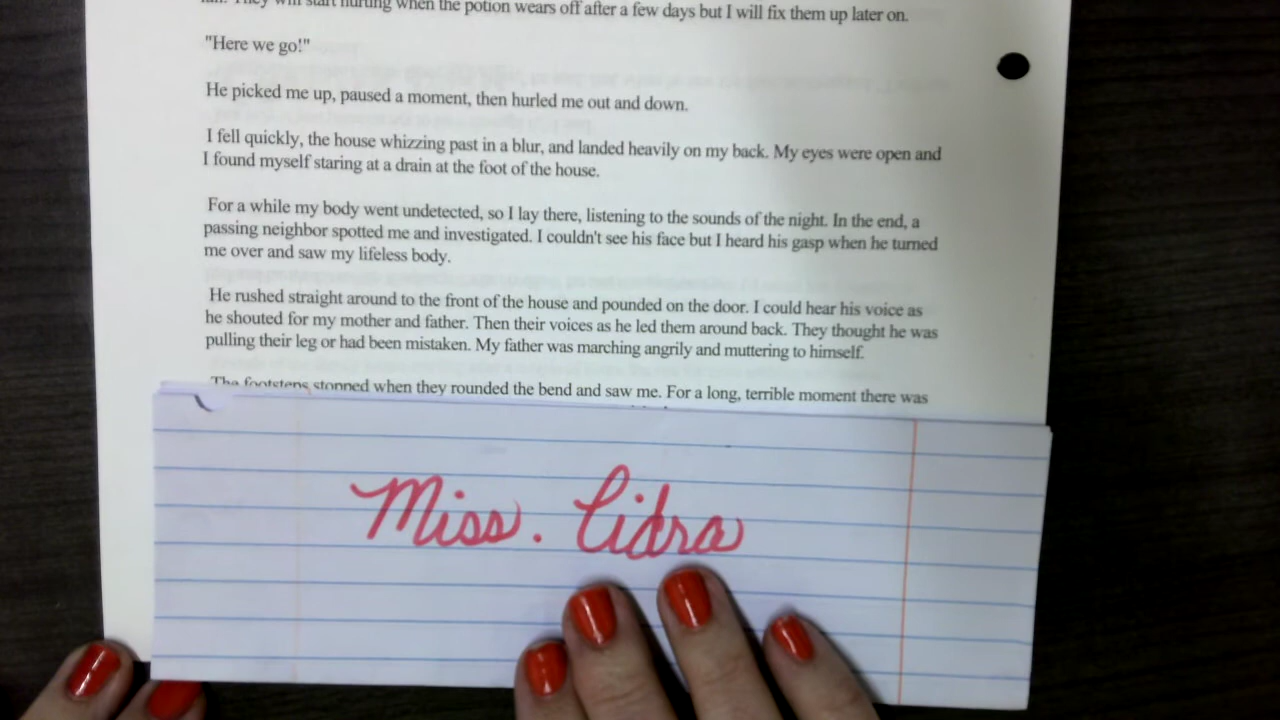 They will start hurting when the potion wears off after a few days but I will fix them up later on.
"Here we go!"
He picked me up, paused a moment, then hurled me out and down.
I fell quickly, the house whizzing past in a blur, and landed heavily on my back. My eyes were open and
I found myself staring at a drain at the foot of the house.
For a while my body went undetected, so I lay there, listening to the sounds of the night. In the end, a
passing neighbor spotted me and investigated. I couldn't see his face but I heard his gasp when he turned
me over and saw my lifeless body.
He rushed straight around to the front of the house and pounded on the door. I could hear his voice as
he shouted for my mother and father. Then their voices as he led them around back. They thought he was
pulling their leg or had been mistaken. My father was marching angrily and muttering to himself.
The footsteps stopped when they rounded the bend and saw me. For a long, terrible moment there was
Miss. Cidra